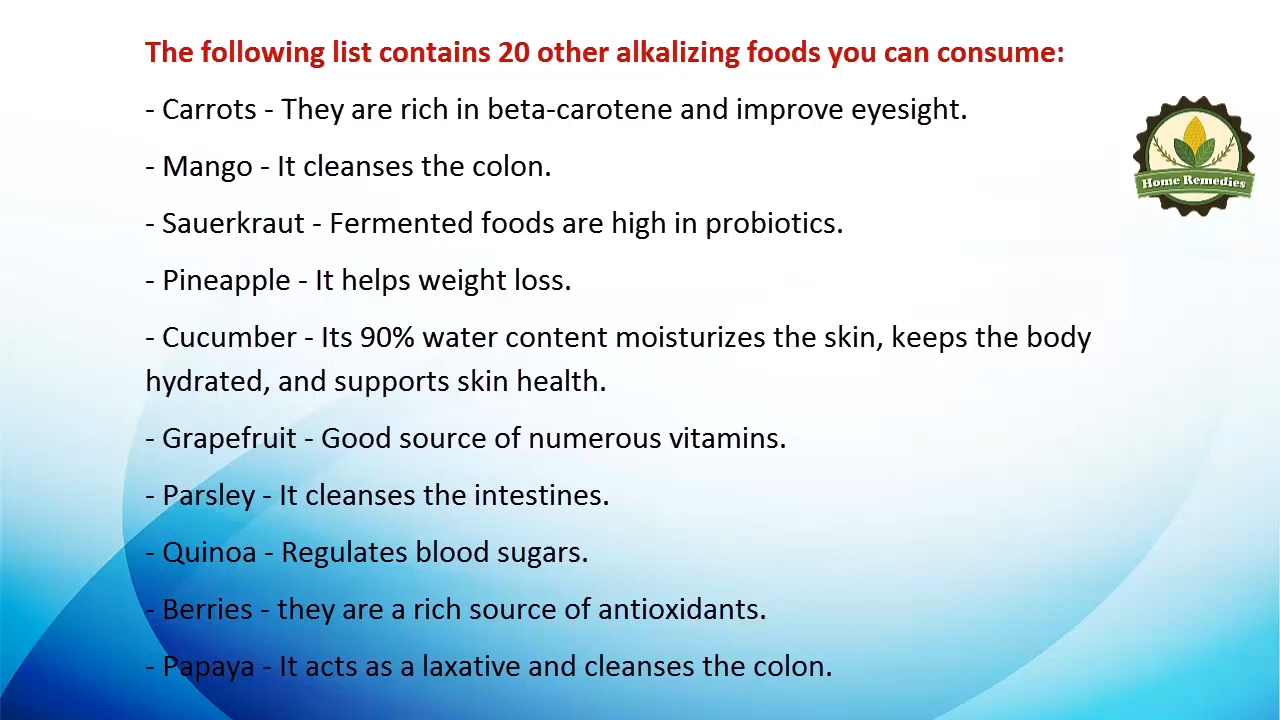 The following list contains 20 other alkalizing foods you can consume:
- Carrots - They are rich in beta-carotene and improve eyesight.
- Mango - It cleanses the colon.
- Sauerkraut - Fermented foods are high in probiotics.
- Pineapple - It helps weight loss.
- Cucumber - Its 90% water content moisturizes the skin, keeps the body
hydrated, and supports skin health.
- Grapefruit - Good source of numerous vitamins.
- Parsley - It cleanses the intestines.
- Quinoa - Regulates blood sugars.
- Berries - they are a rich source of antioxidants.
- Papaya - It acts as a laxative and cleanses the colon.
Home Remedies